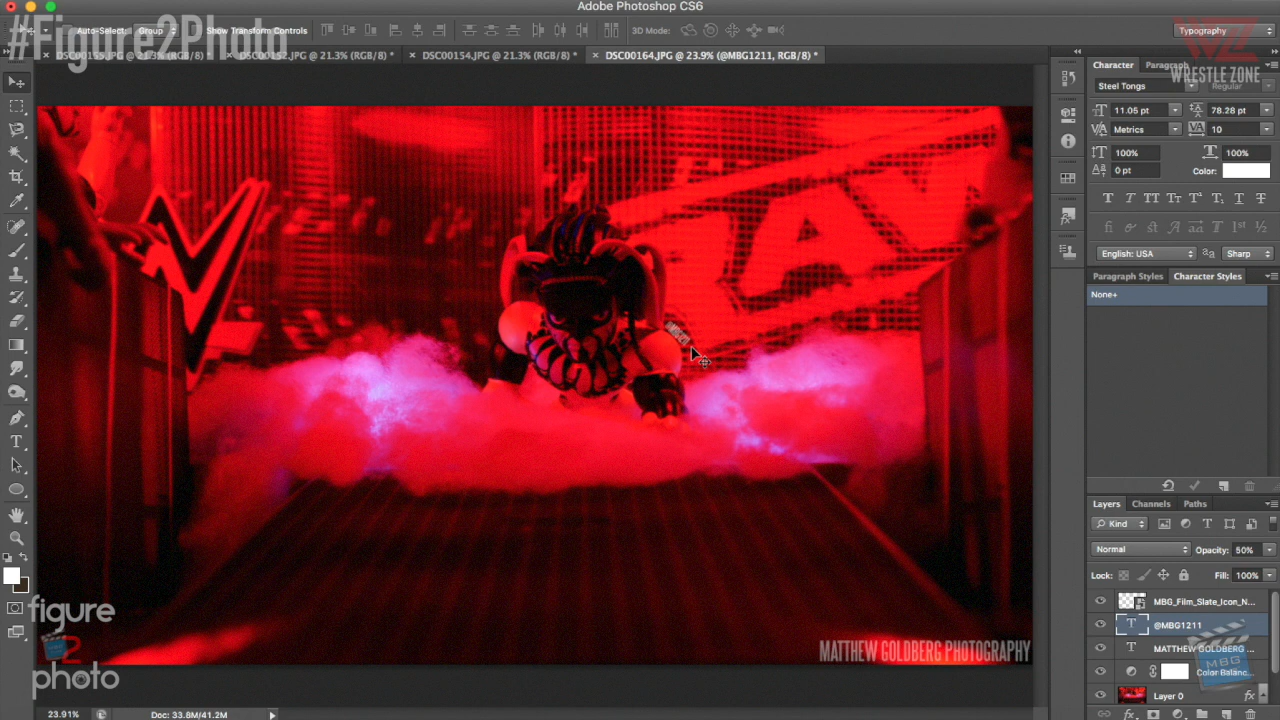 Adobe Photoshop CS6
#Figure2Photo
Auto-Select:
Group
Show Transform Controls
3D Mode:
Typography
DSC00154.JPG @ 21.3% (RGB/8) *
DSC00164.JPG @ 23.9% (@MBG1211, RGB/8) *
WZ
WRESTLE ZONE
Character
Paragraph
Steel Tongs
Regular
11.05 pt
78.28 pt
Metrics
10
100%
100%
0 pt
Color:
English: USA
Sharp
Paragraph Styles
Character Styles
None+
Layers
Channels
Paths
Kind
Normal
Opacity: 50%
Lock:
Fill: 100%
MBG_Film_Slate_Icon_N...
@MBG1211
MATTHEW GOLDBERG ...
Color Balanc...
Layer 0
MBG
figure
2
photo
MATTHEW GOLDBERG PHOTOGRAPHY
23.91%
Doc: 33.8M/41.2M